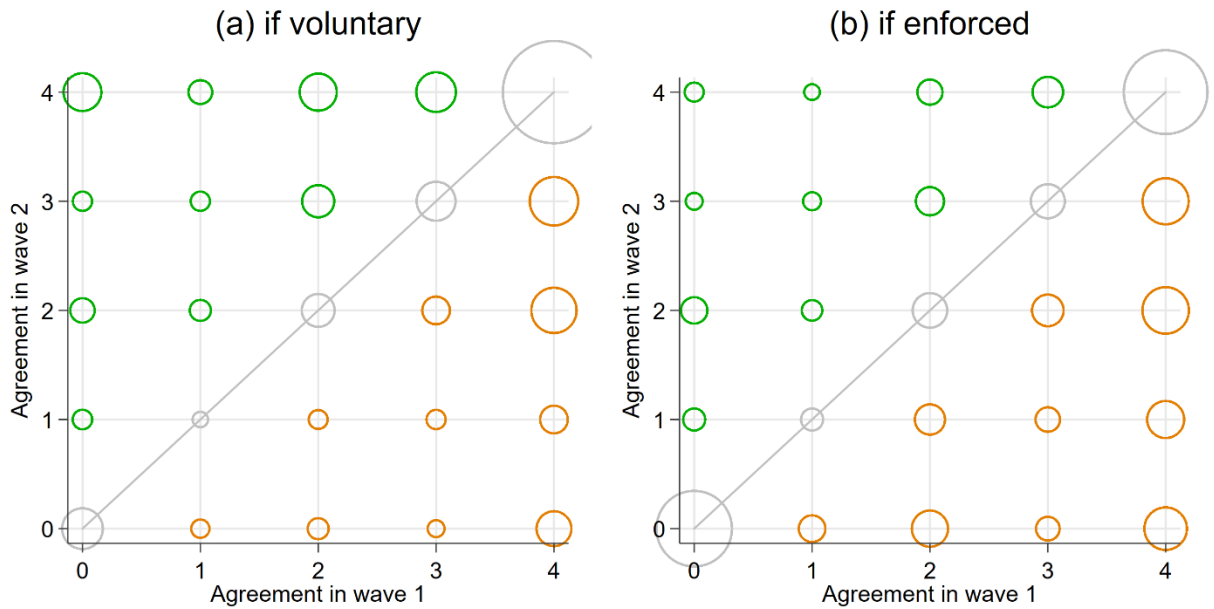 (a) if voluntary
(b) if enforced
4
3
2
1
0
Agreement in wave 2
0 1 2 3 4
Agreement in wave 1
4
3
2
1
0
Agreement in wave 2
0 1 2 3 4
Agreement in wave 1